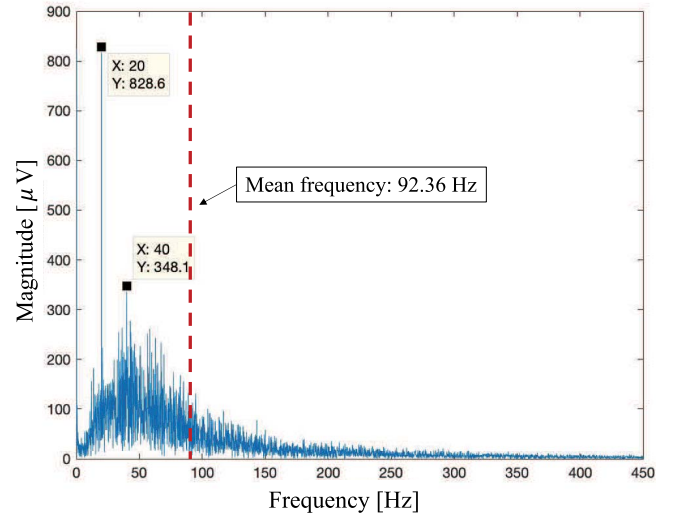 900
800
700
600
500
400
300
200
100
0
Magnitude [μV]
X: 20
Y: 828.6
X: 40
Y: 348.1
Mean frequency: 92.36 Hz
0 50 100 150 200 250 300 350 400 450
Frequency [Hz]